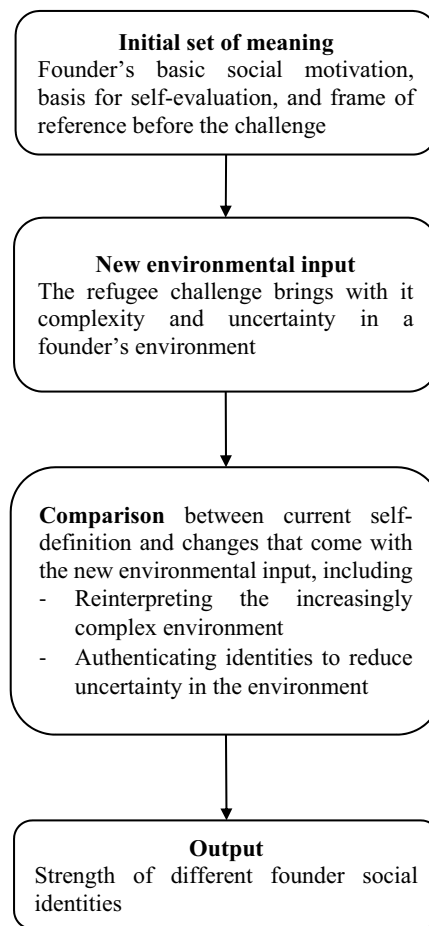 Initial set of meaning
Founder's basic social motivation,
basis for self-evaluation, and frame of
reference before the challenge
New environmental input
The refugee challenge brings with it
complexity and uncertainty in a
founder's environment
Comparison between current self-
definition and changes that come with
the new environmental input, including
- Reinterpreting the increasingly
complex environment
- Authenticating identities to reduce
uncertainty in the environment
Output
Strength of different founder social
identities